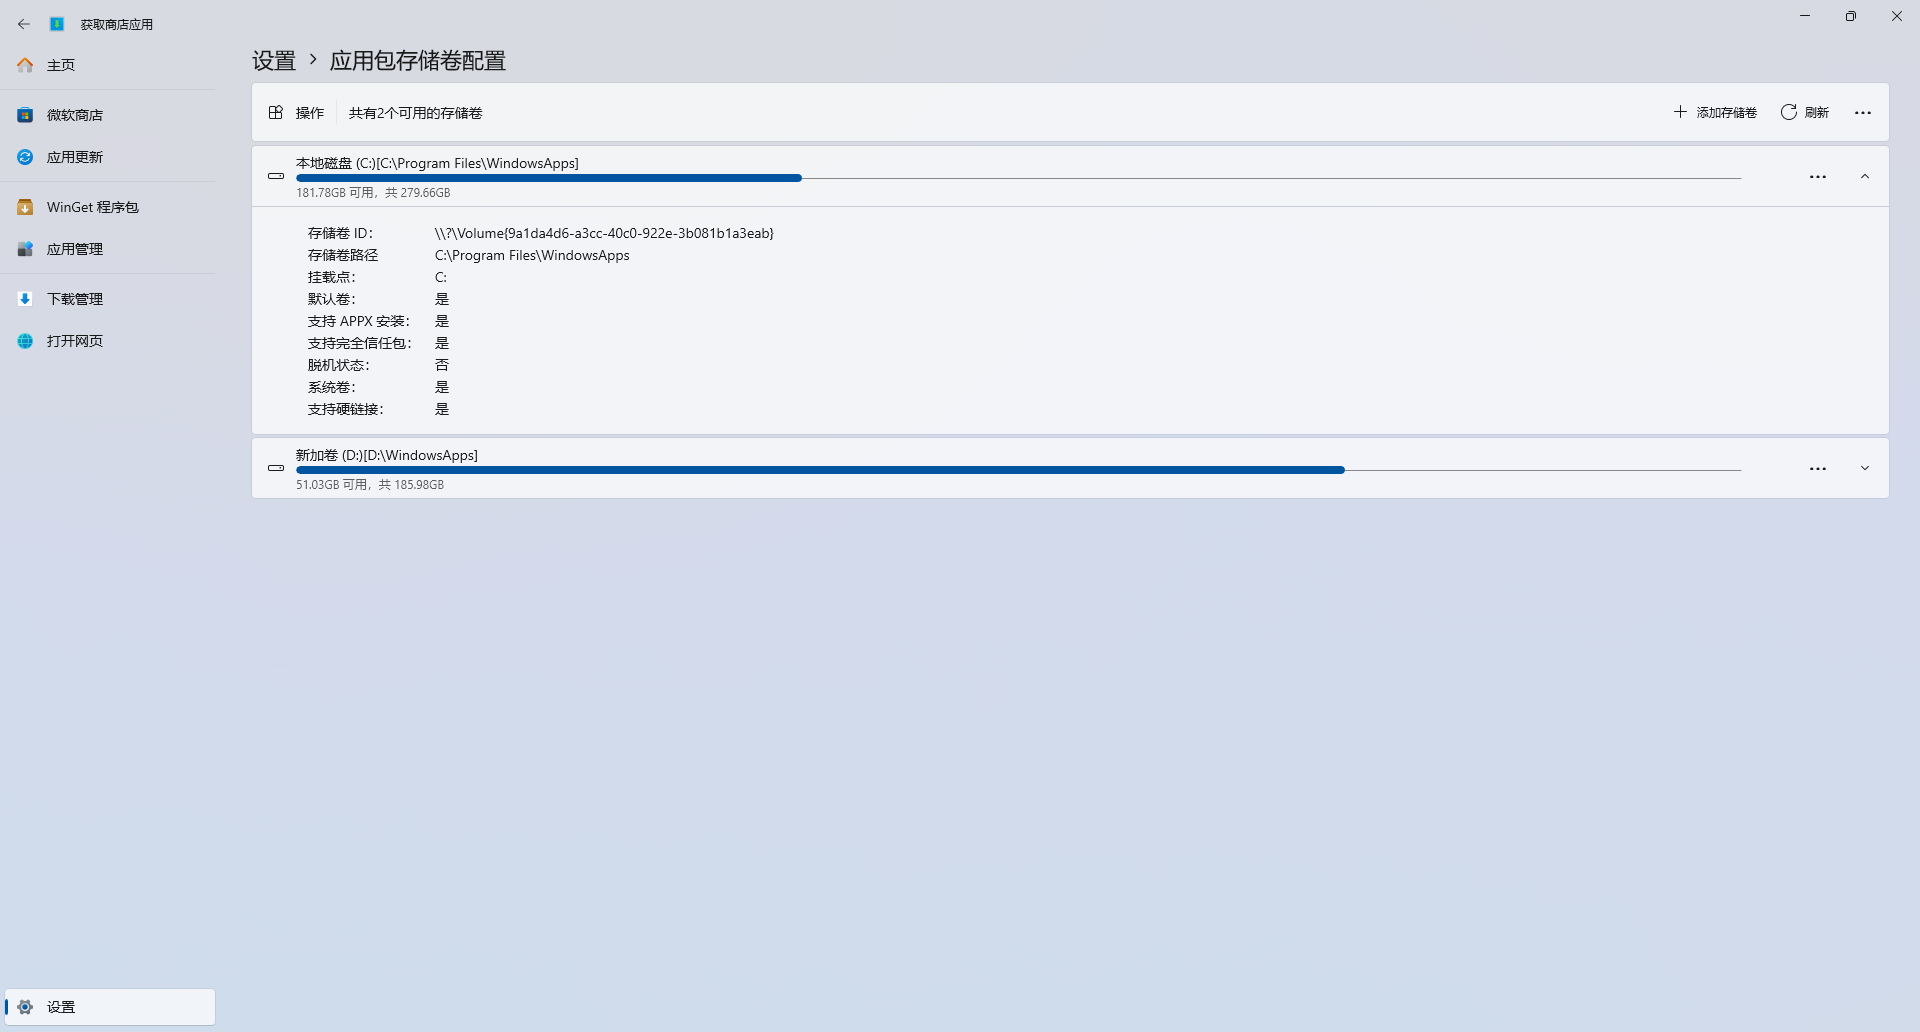 获取商店应用
主页
微软商店
应用更新
WinGet 程序包
应用管理
下载管理
打开网页
设置
设置 > 应用包存储卷配置
操作 共有2个可用的存储卷 添加存储卷 刷新
本地磁盘 (C:)[C:\Program Files\WindowsApps]
181.78GB 可用，共 279.66GB
存储卷 ID： \\?\Volume{9a1da4d6-a3cc-40c0-922e-3b081b1a3eab}
存储卷路径 C:\Program Files\WindowsApps
挂载点： C:
默认卷： 是
支持 APPX 安装： 是
支持完全信任包： 是
脱机状态： 否
系统卷： 是
支持硬链接： 是
新加卷 (D:)[D:\WindowsApps]
51.03GB 可用，共 185.98GB